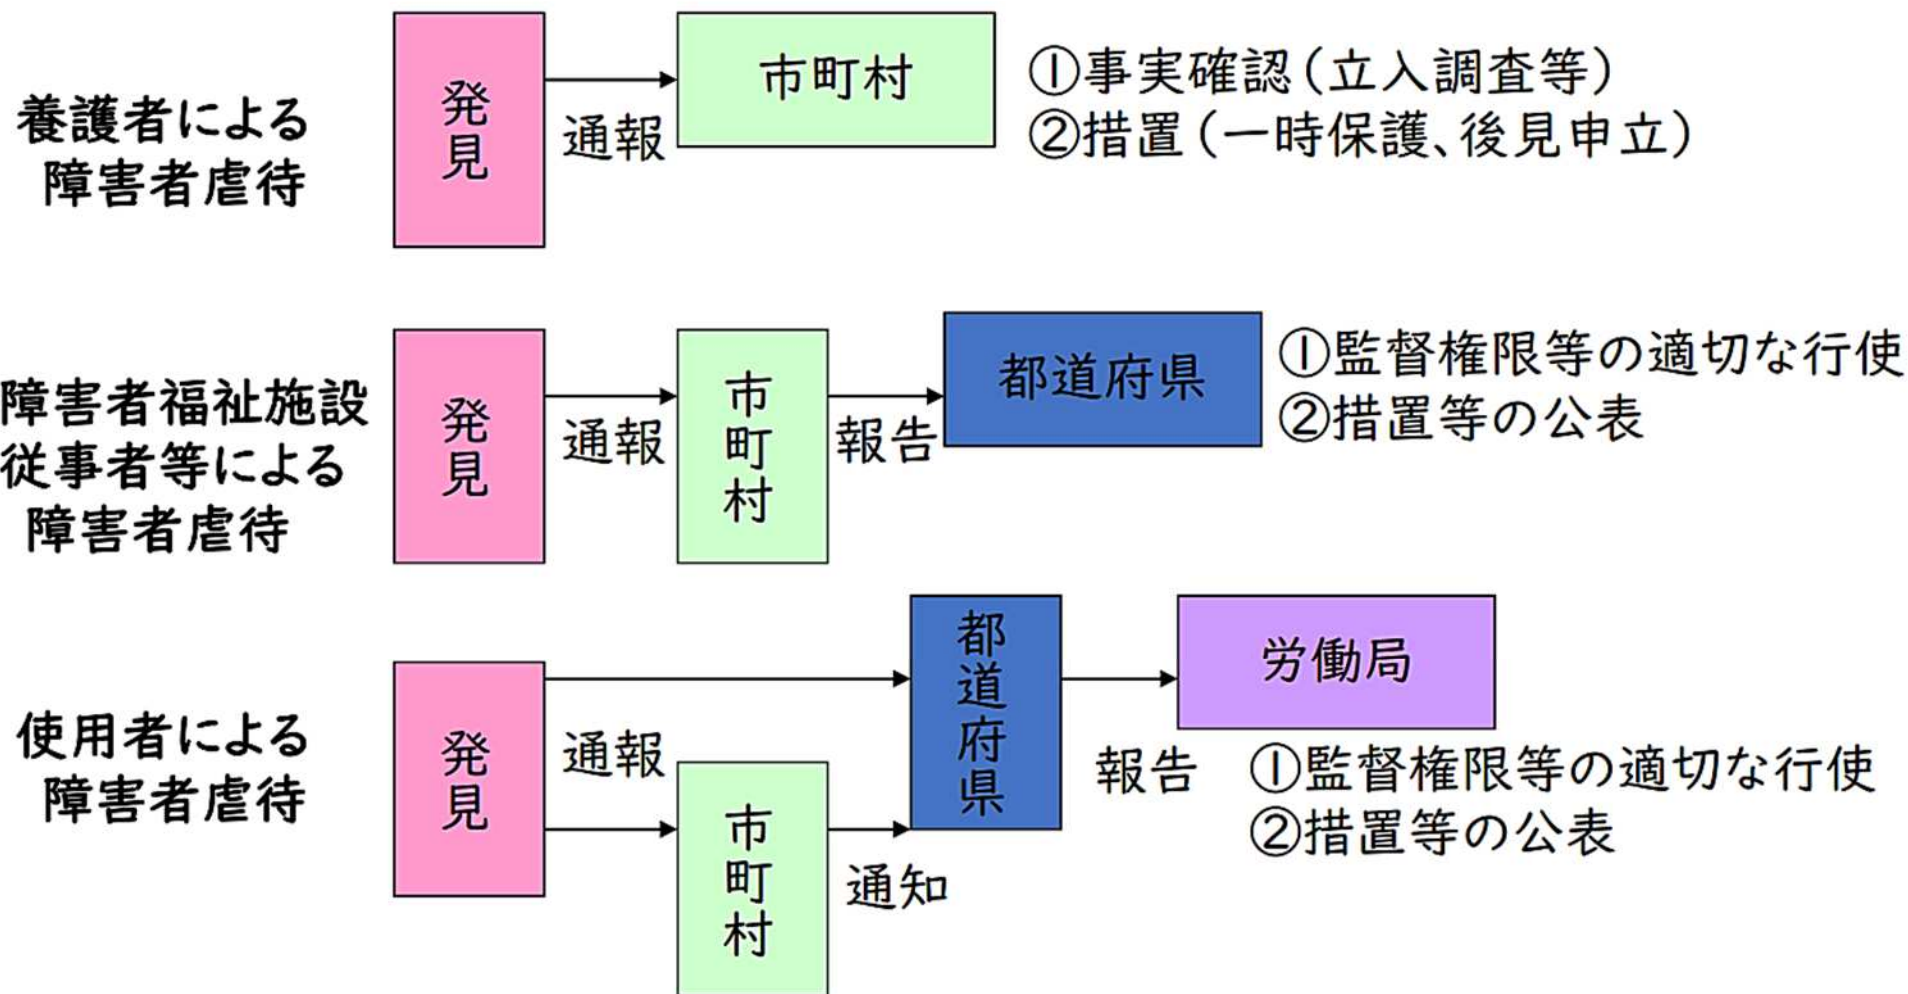 養護者による
障害者虐待
発見
通報
市町村
①事実確認（立入調査等）
②措置（一時保護、後見申立）
障害者福祉施設
従事者等による
障害者虐待
発見
通報
市町村
報告
都道府県
①監督権限等の適切な行使
②措置等の公表
使用者による
障害者虐待
発見
通報
市町村
通知
都道府県
報告
労働局
①監督権限等の適切な行使
②措置等の公表